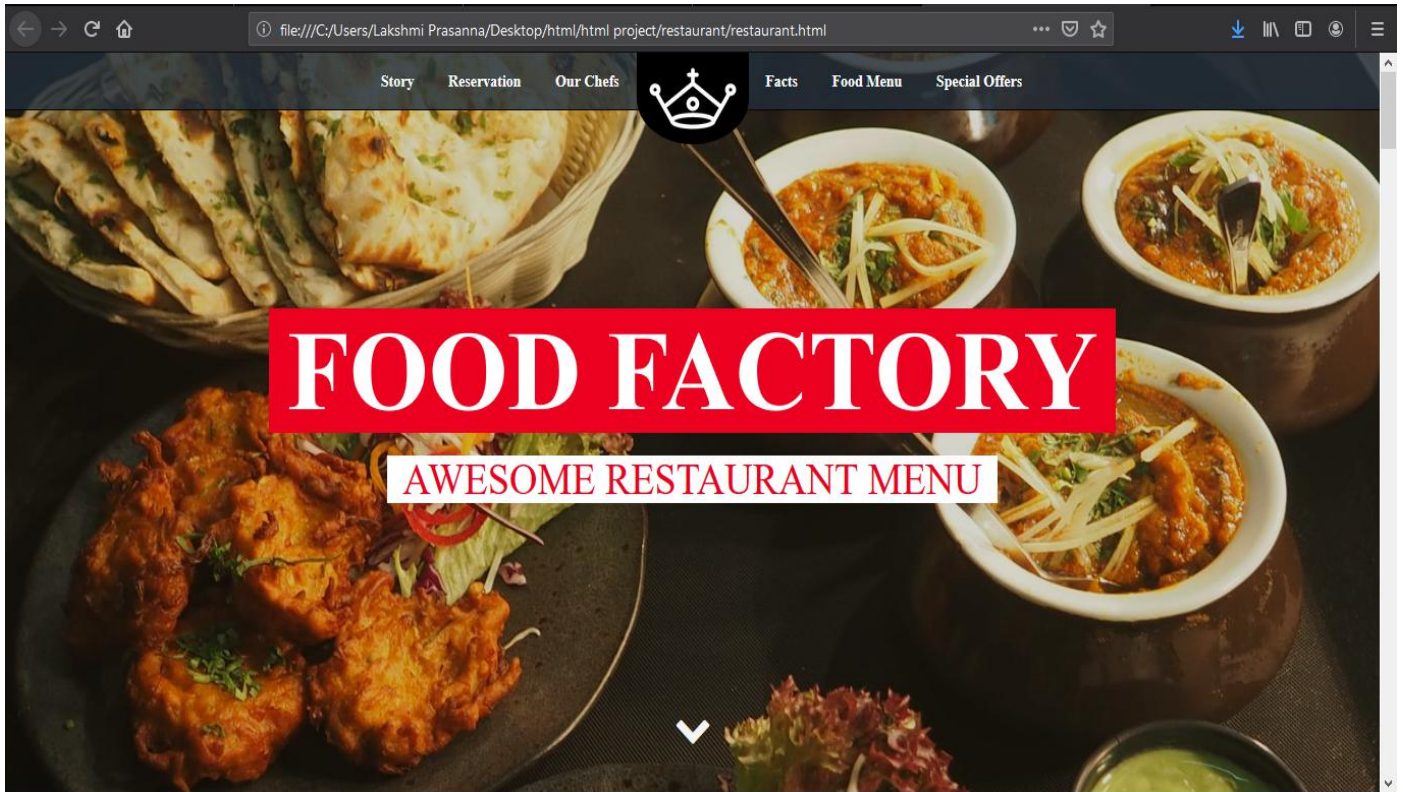 file:///C:/Users/Lakshmi Prasanna/Desktop/html/html project/restaurant/restaurant.html
Story Reservation Our Chefs Facts Food Menu Special Offers
FOOD FACTORY
AWESOME RESTAURANT MENU